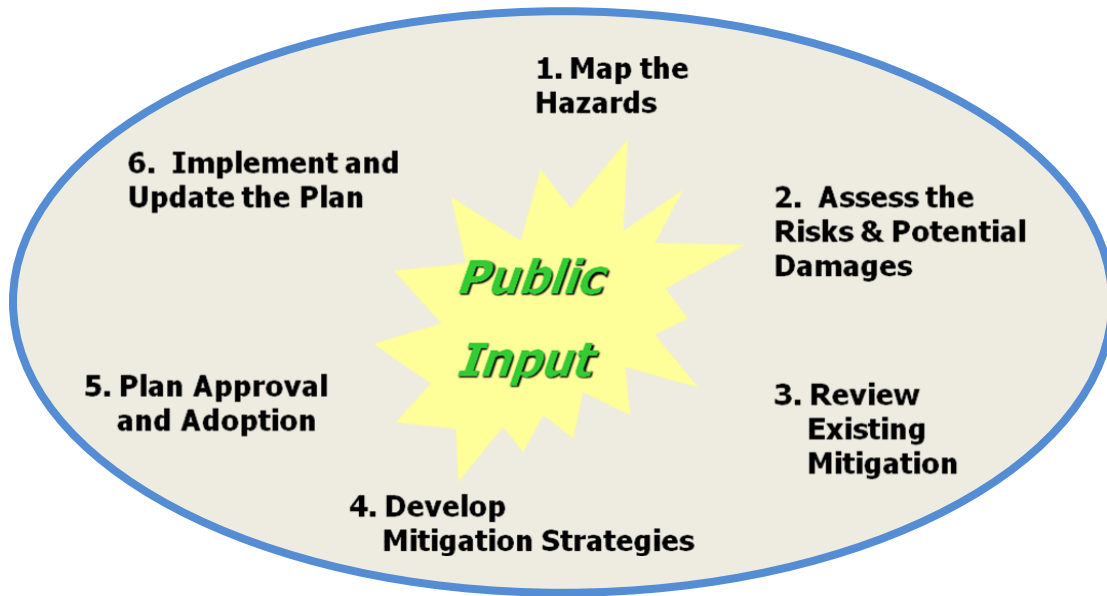 1. Map the
Hazards
2. Assess the
Risks & Potential
Damages
3. Review
Existing
Mitigation
4. Develop
Mitigation Strategies
5. Plan Approval
and Adoption
6. Implement and
Update the Plan
Public
Input